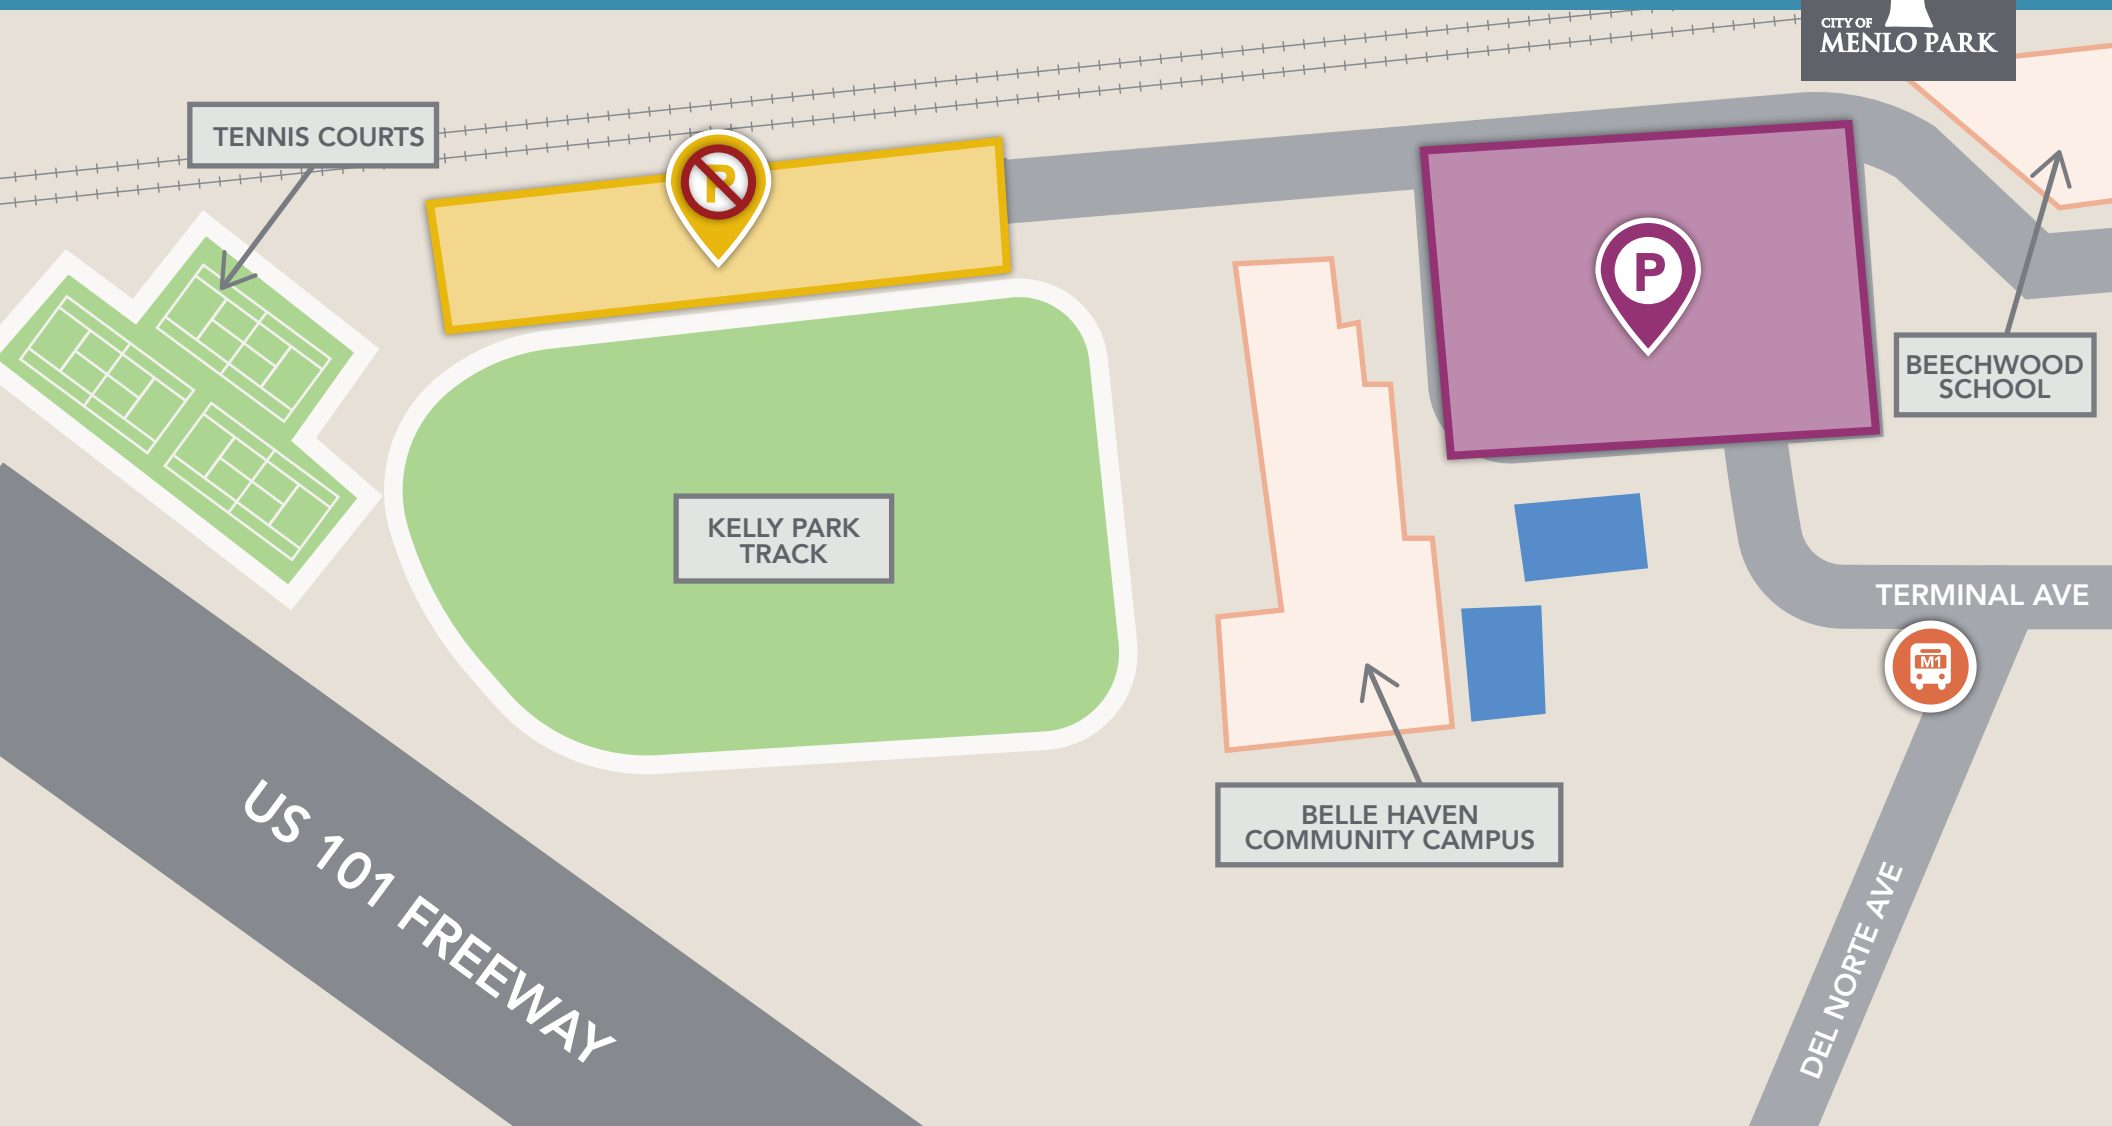 CITY OF
MENLO PARK
TENNIS COURTS
P
P
BEECHWOOD
SCHOOL
KELLY PARK
TRACK
TERMINAL AVE
M1
BELLE HAVEN
COMMUNITY CAMPUS
US 101 FREEWAY
DEL NORTE AVE